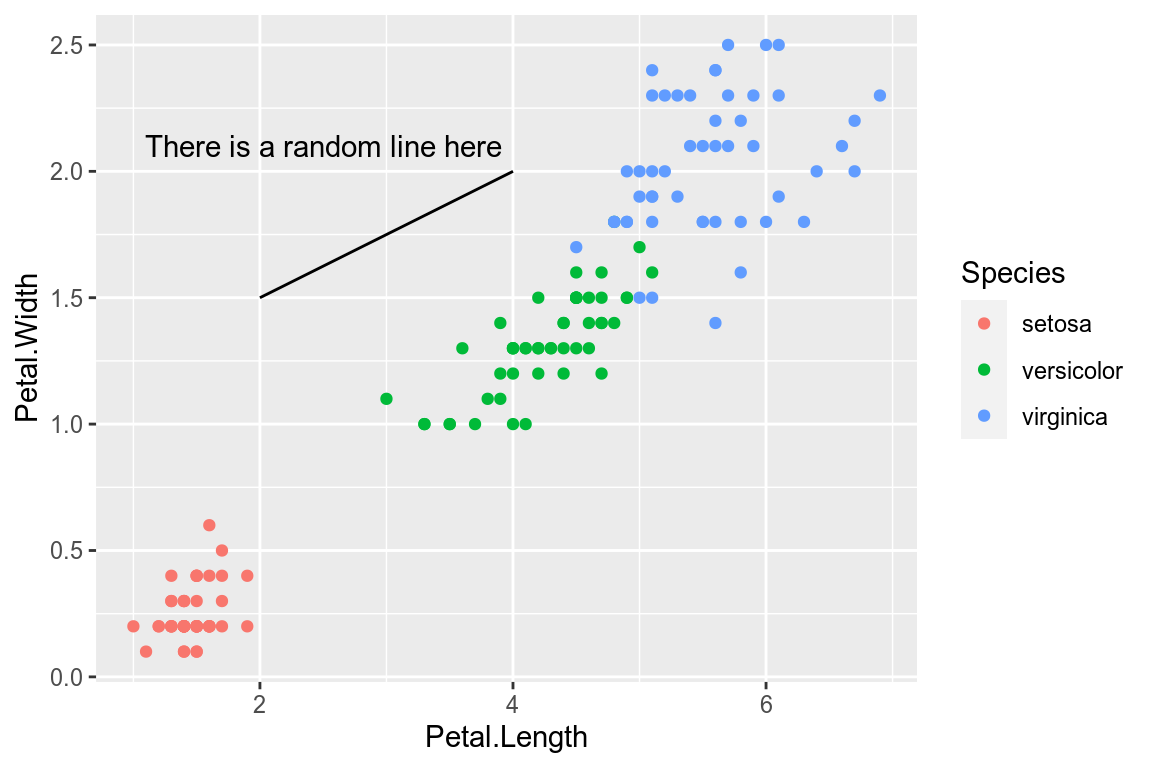 2.5
There is a random line here
2.0
1.5
1.0
0.5
0.0
Petal.Width
2 4 6
Petal.Length
Species
setosa
versicolor
virginica